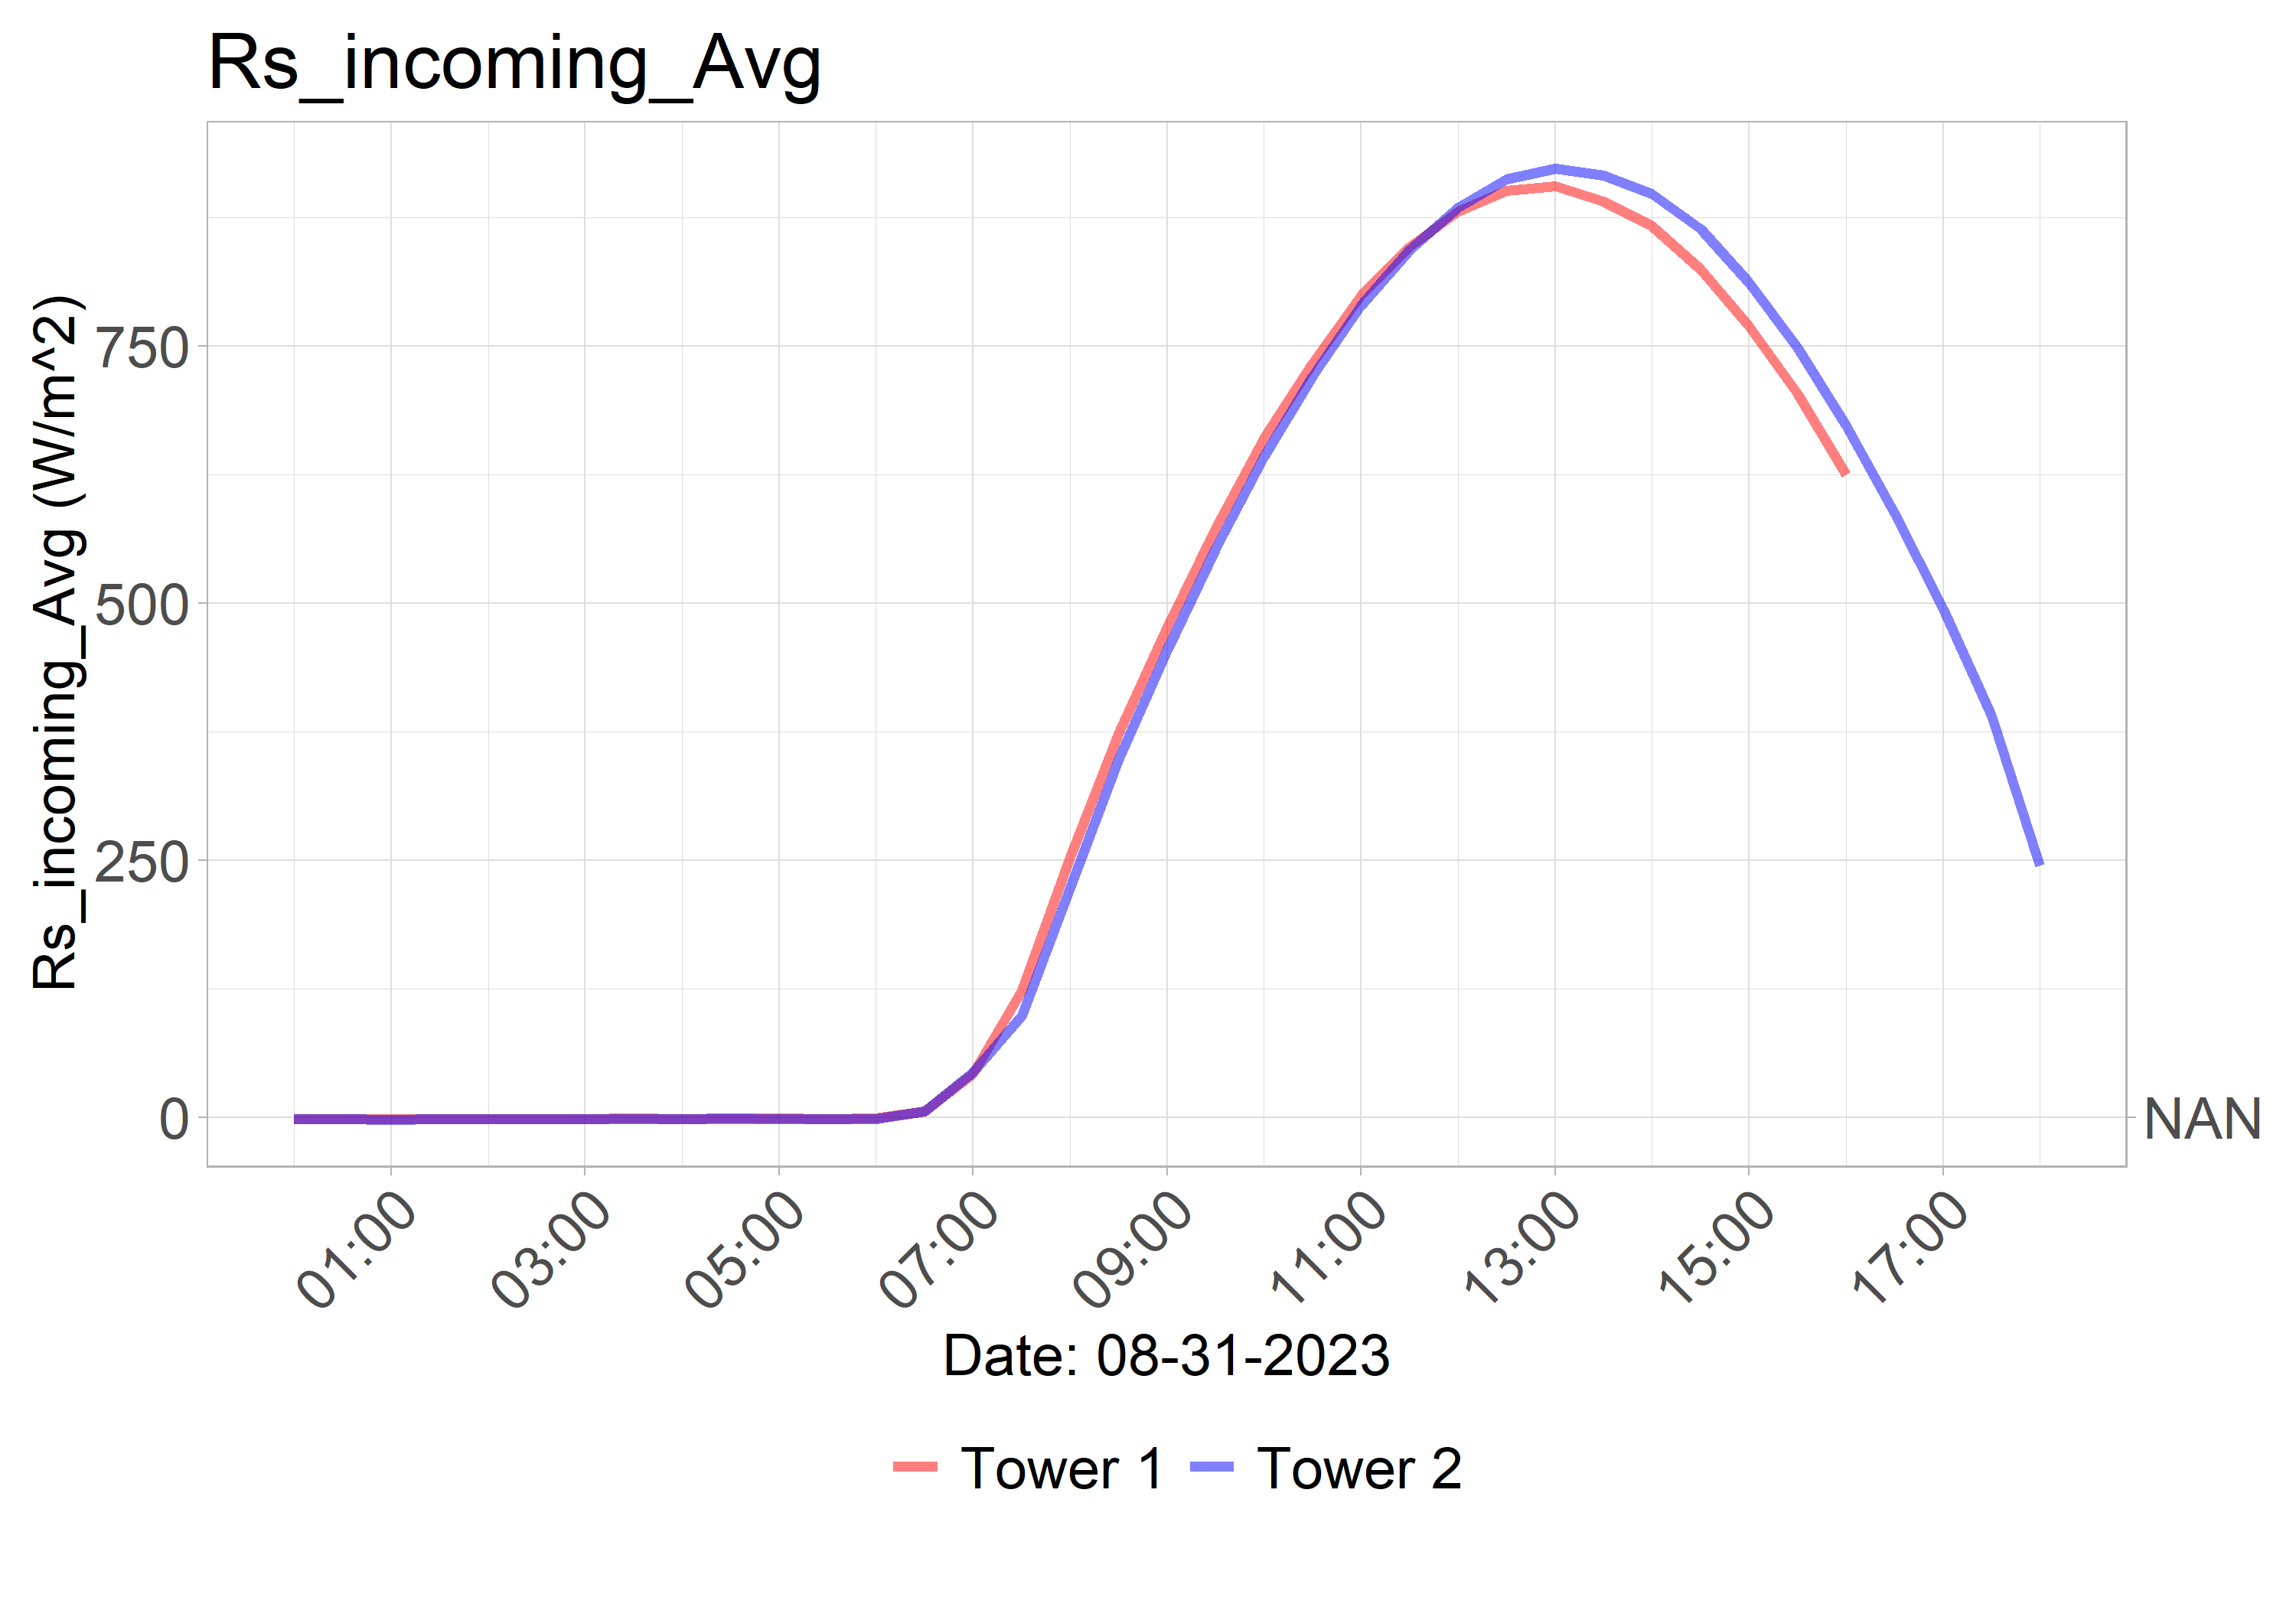 Rs_incoming_Avg
Rs_incoming_Avg (W/m^2)
750
500
250
0
NAN
01:00
03:00
05:00
07:00
09:00
11:00
13:00
15:00
17:00
Date: 08-31-2023
Tower 1
Tower 2